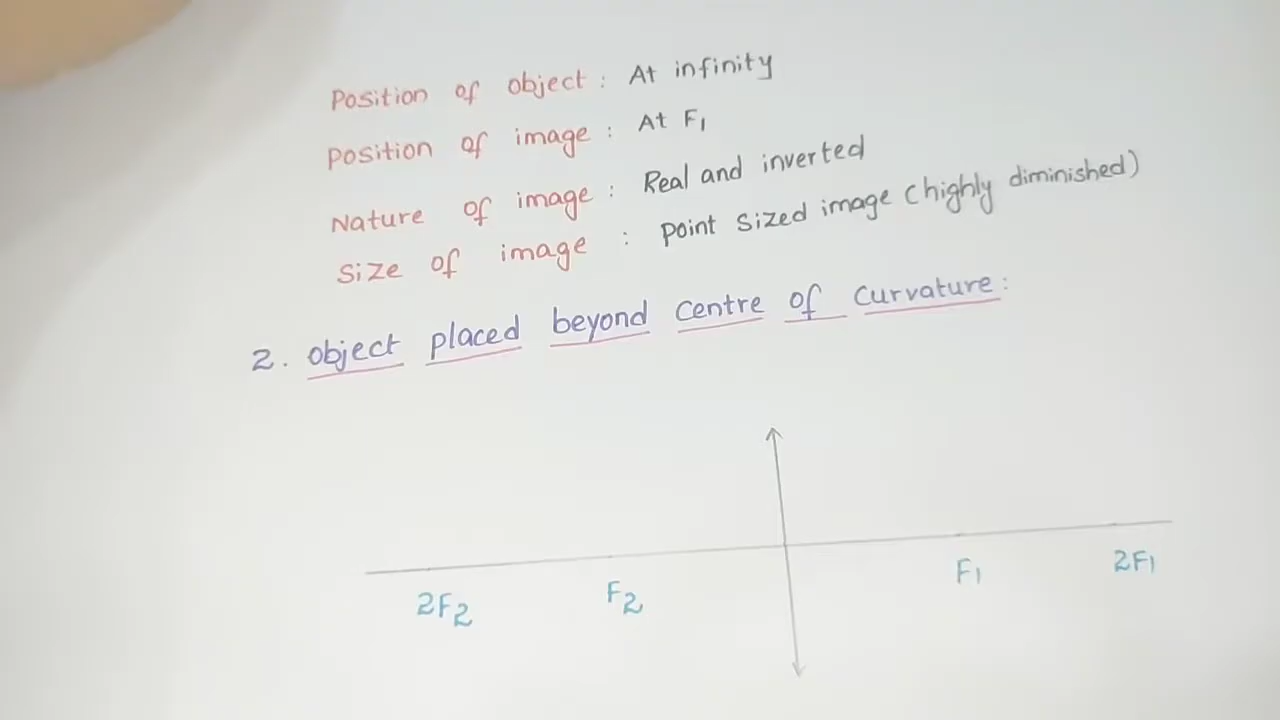 Position of object : At infinity
Position of image : At F1
Nature of image : Real and inverted
Size of image : Point sized image (highly diminished)
2. Object placed beyond Centre of Curvature :
2F2 F2 F1 2F1